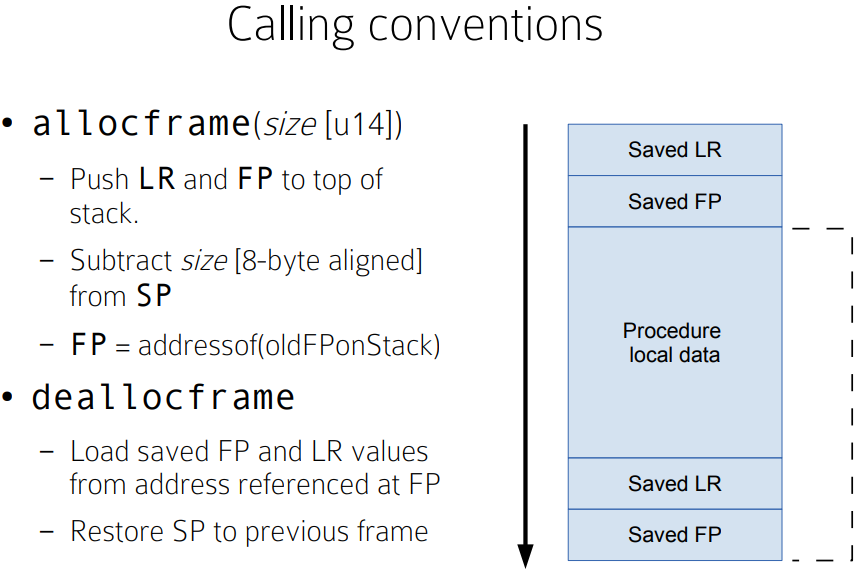 Calling conventions
• allocframe(size [u14])
– Push LR and FP to top of
stack.
– Subtract size [8-byte aligned]
from SP
– FP = addressof(oldFPonStack)
• deallocframe
– Load saved FP and LR values
from address referenced at FP
– Restore SP to previous frame
Saved LR
Saved FP
Procedure
local data
Saved LR
Saved FP